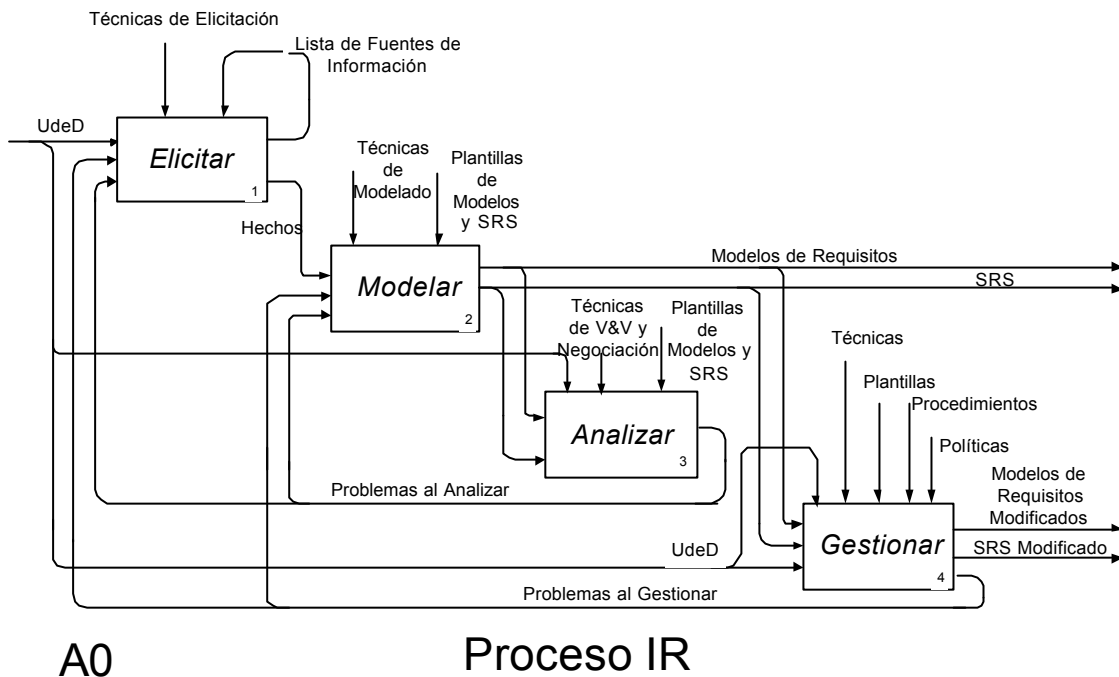 Técnicas de Elicitación
Lista de Fuentes de
Información
UdeD
Elicitar
1
Hechos
Técnicas
de
Modelado
Plantillas
de
Modelos
y SRS
Modelar
2
Modelos de Requisitos
SRS
Técnicas
de V&V y
Negociación
Plantillas
de
Modelos y
SRS
Analizar
3
Problemas al Analizar
Técnicas
Plantillas
Procedimientos
Políticas
UdeD
Gestionar
4
Modelos de
Requisitos
Modificados
SRS Modificado
Problemas al Gestionar
A0
Proceso IR